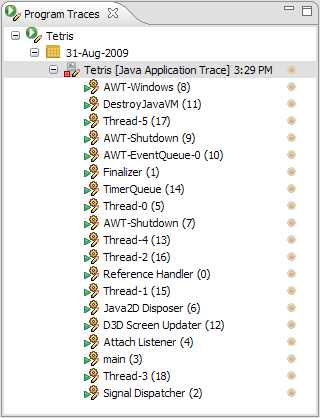 Program Traces
Tetris
31-Aug-2009
Tetris [Java Application Trace] 3:29 PM
AWT-Windows (8)
DestroyJavaVM (11)
Thread-5 (17)
AWT-Shutdown (9)
AWT-EventQueue-0 (10)
Finalizer (1)
TimerQueue (14)
Thread-0 (5)
AWT-Shutdown (7)
Thread-4 (13)
Thread-2 (16)
Reference Handler (0)
Thread-1 (15)
Java2D Disposer (6)
D3D Screen Updater (12)
Attach Listener (4)
main (3)
Thread-3 (18)
Signal Dispatcher (2)